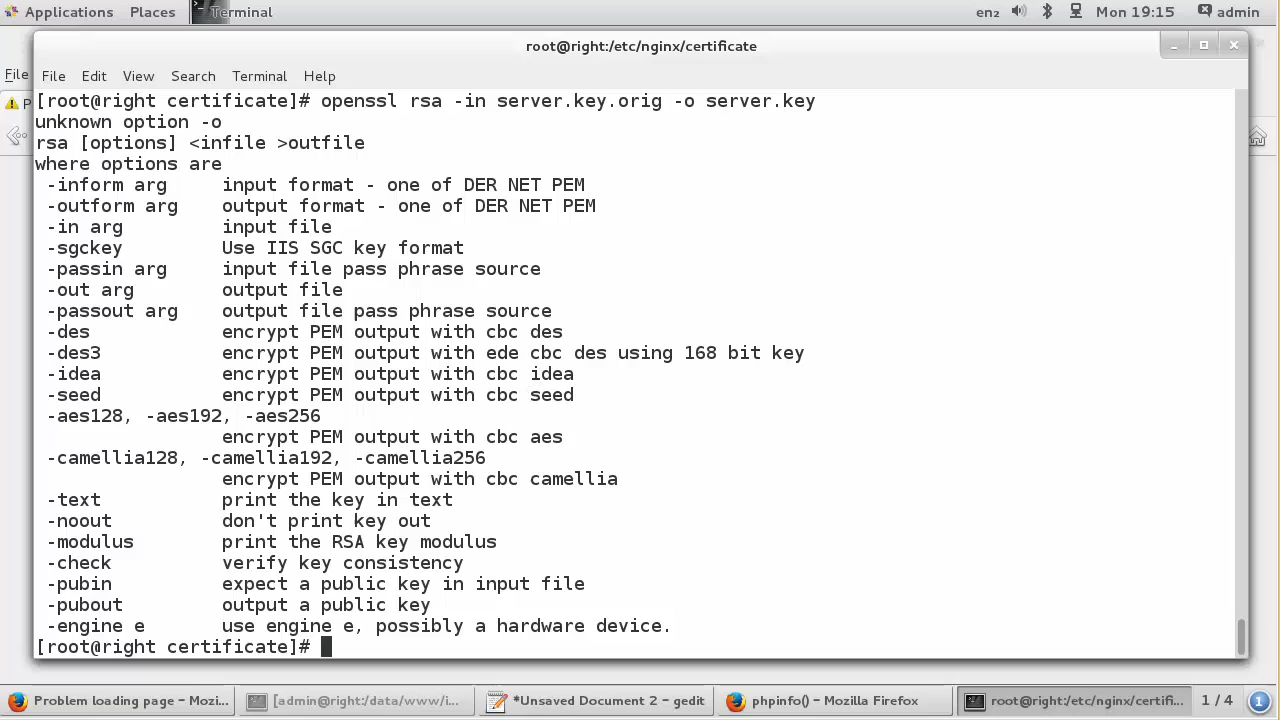 Applications Places Terminal en₂ Mon 19:15 admin
root@right:/etc/nginx/certificate
File
File Edit View Search Terminal Help
[root@right certificate]# openssl rsa -in server.key.orig -o server.key
unknown option -o
rsa [options] <infile >outfile
where options are
 -inform arg     input format - one of DER NET PEM
 -outform arg    output format - one of DER NET PEM
 -in arg         input file
 -sgckey         Use IIS SGC key format
 -passin arg     input file pass phrase source
 -out arg        output file
 -passout arg    output file pass phrase source
 -des            encrypt PEM output with cbc des
 -des3           encrypt PEM output with ede cbc des using 168 bit key
 -idea           encrypt PEM output with cbc idea
 -seed           encrypt PEM output with cbc seed
 -aes128, -aes192, -aes256
                 encrypt PEM output with cbc aes
 -camellia128, -camellia192, -camellia256
                 encrypt PEM output with cbc camellia
 -text           print the key in text
 -noout          don't print key out
 -modulus        print the RSA key modulus
 -check          verify key consistency
 -pubin          expect a public key in input file
 -pubout         output a public key
 -engine e       use engine e, possibly a hardware device.
[root@right certificate]#
Problem loading page – Mozi... [admin@right:/data/www/i... *Unsaved Document 2 – gedit phpinfo() – Mozilla Firefox root@right:/etc/nginx/certifi... 1 / 4 1